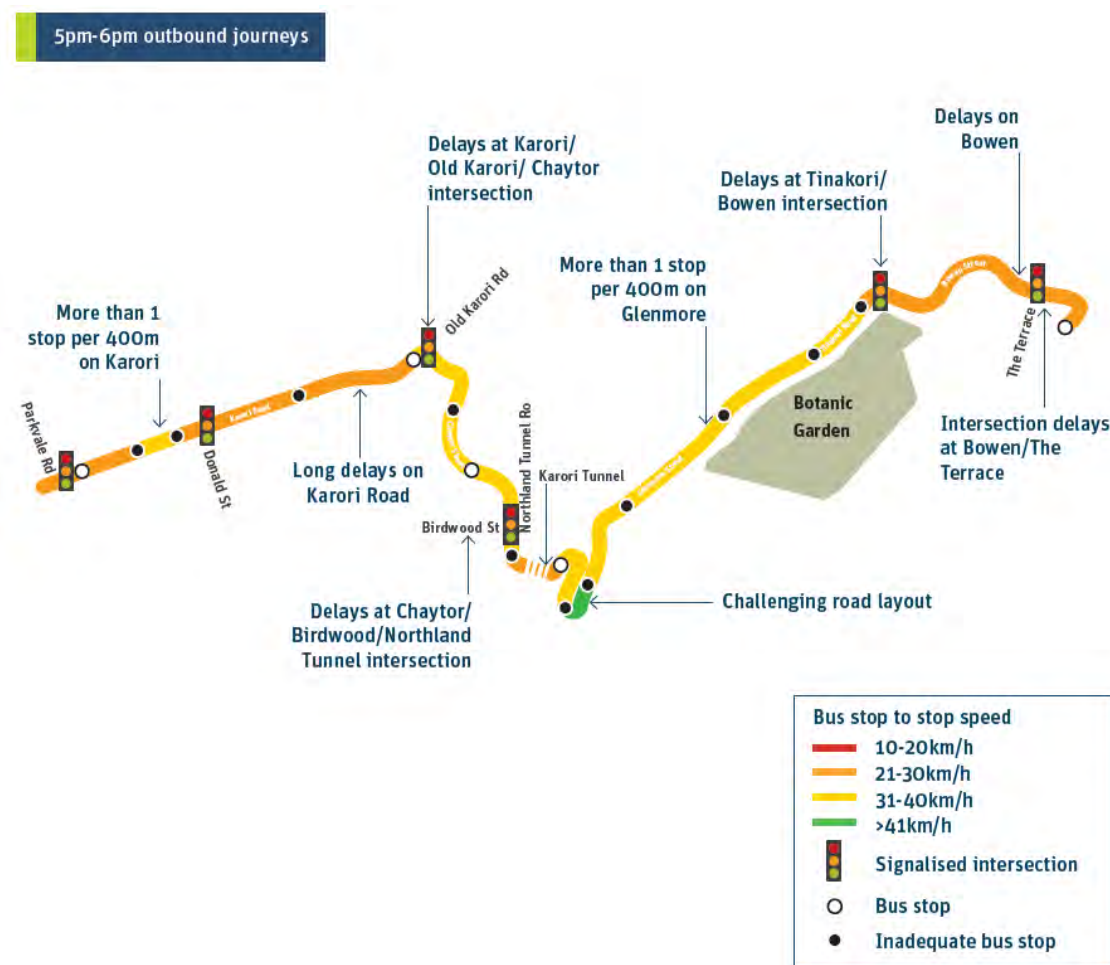 5pm-6pm outbound journeys
Delays on
Bowen
Delays at Karori/
Old Karori/ Chaytor
intersection
Delays at Tinakori/
Bowen intersection
More than 1 stop
per 400m on
Glenmore
More than 1
stop per 400m
on Karori
Old Karori Rd
The Terrace
Parkvale Rd
Karori Road
Donald St
Botanic
Garden
Intersection delays
at Bowen/The
Terrace
Long delays on
Karori Road
Northland Tunnel Ro
Karori Tunnel
Birdwood St
Challenging road layout
Delays at Chaytor/
Birdwood/Northland
Tunnel intersection
Bus stop to stop speed
10-20km/h
21-30km/h
31-40km/h
>41km/h
Signalised intersection
Bus stop
Inadequate bus stop